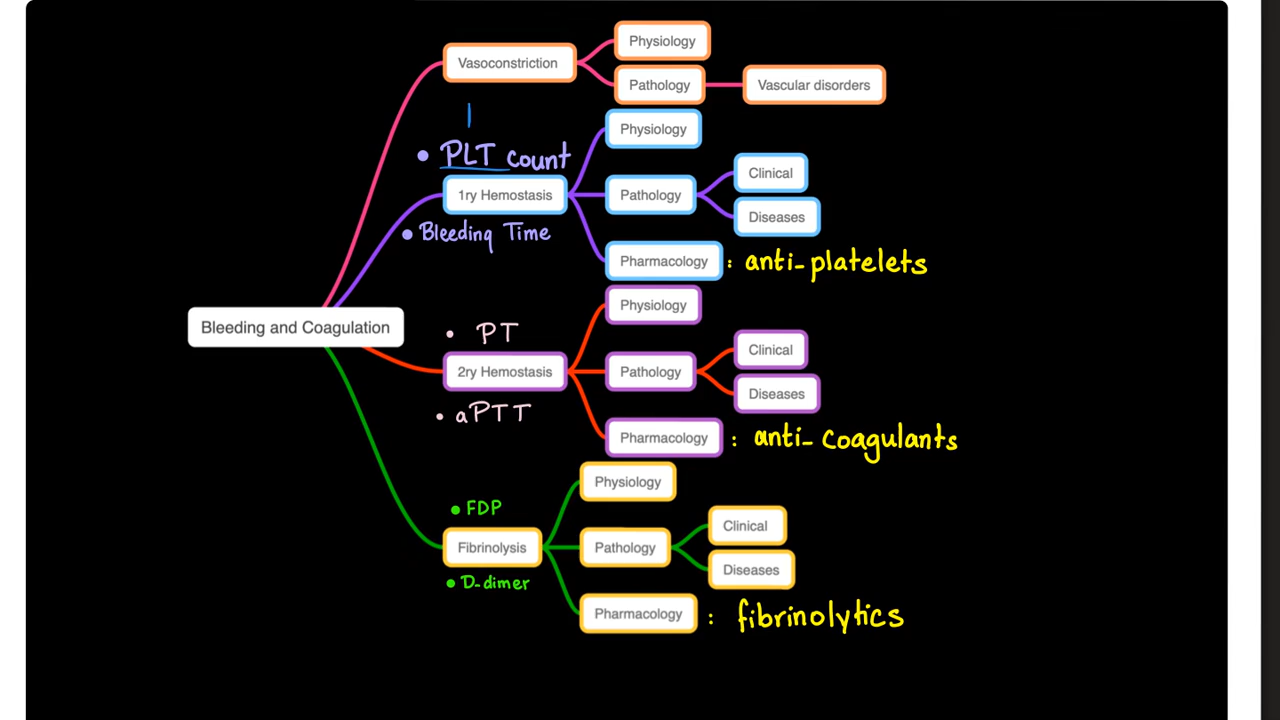 Physiology
Vasoconstriction
Pathology
Vascular disorders
Physiology
• PLT count
Clinical
1ry Hemostasis
Pathology
Diseases
• Bleeding Time
Pharmacology : anti-platelets
Physiology
Bleeding and Coagulation
• PT
Clinical
2ry Hemostasis
Pathology
Diseases
• aPTT
Pharmacology : anti-coagulants
Physiology
• FDP
Clinical
Fibrinolysis
Pathology
Diseases
• D-dimer
Pharmacology : fibrinolytics